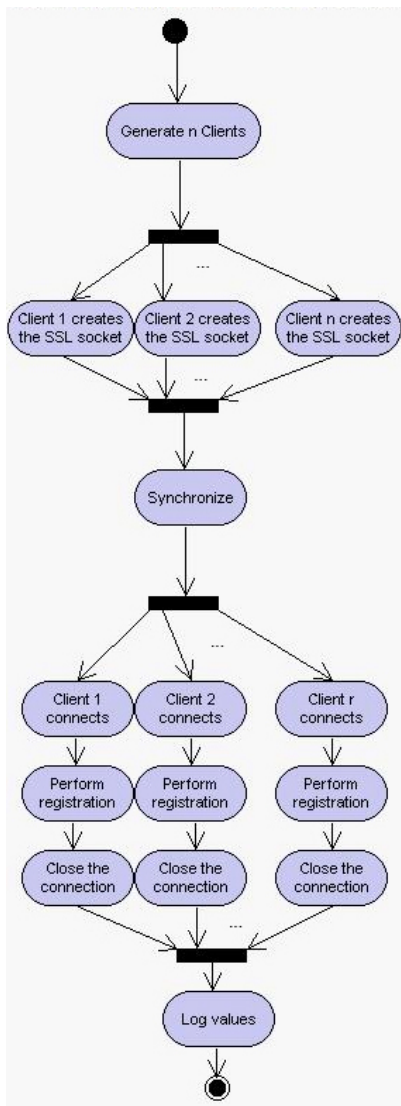 Generate n Clients
...
Client 1 creates
the SSL socket
Client 2 creates
the SSL socket
Client n creates
the SSL socket
...
Synchronize
...
Client 1
connects
Client 2
connects
Client r
connects
Perform
registration
Perform
registration
Perform
registration
Close the
connection
Close the
connection
Close the
connection
...
Log values